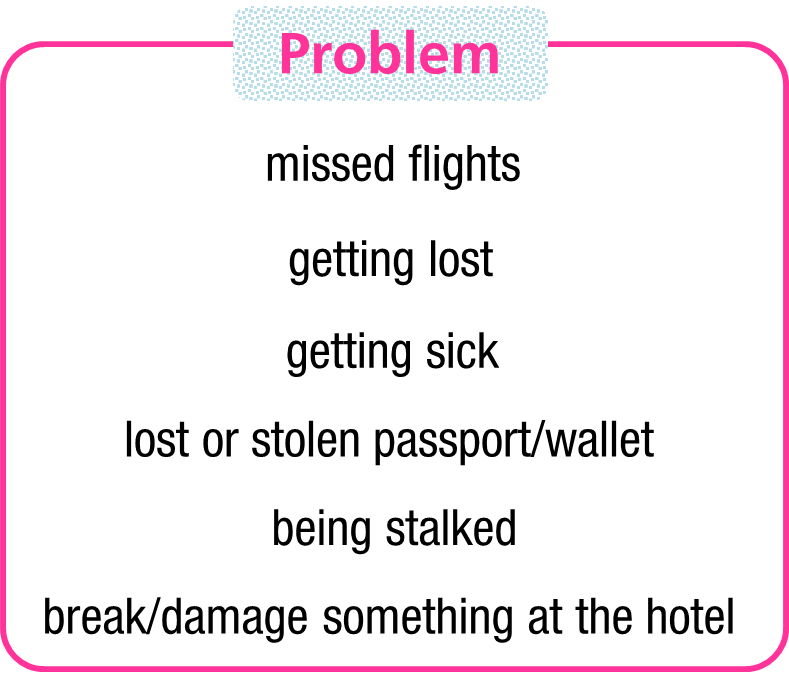 Problem
missed flights
getting lost
getting sick
lost or stolen passport/wallet
being stalked
break/damage something at the hotel